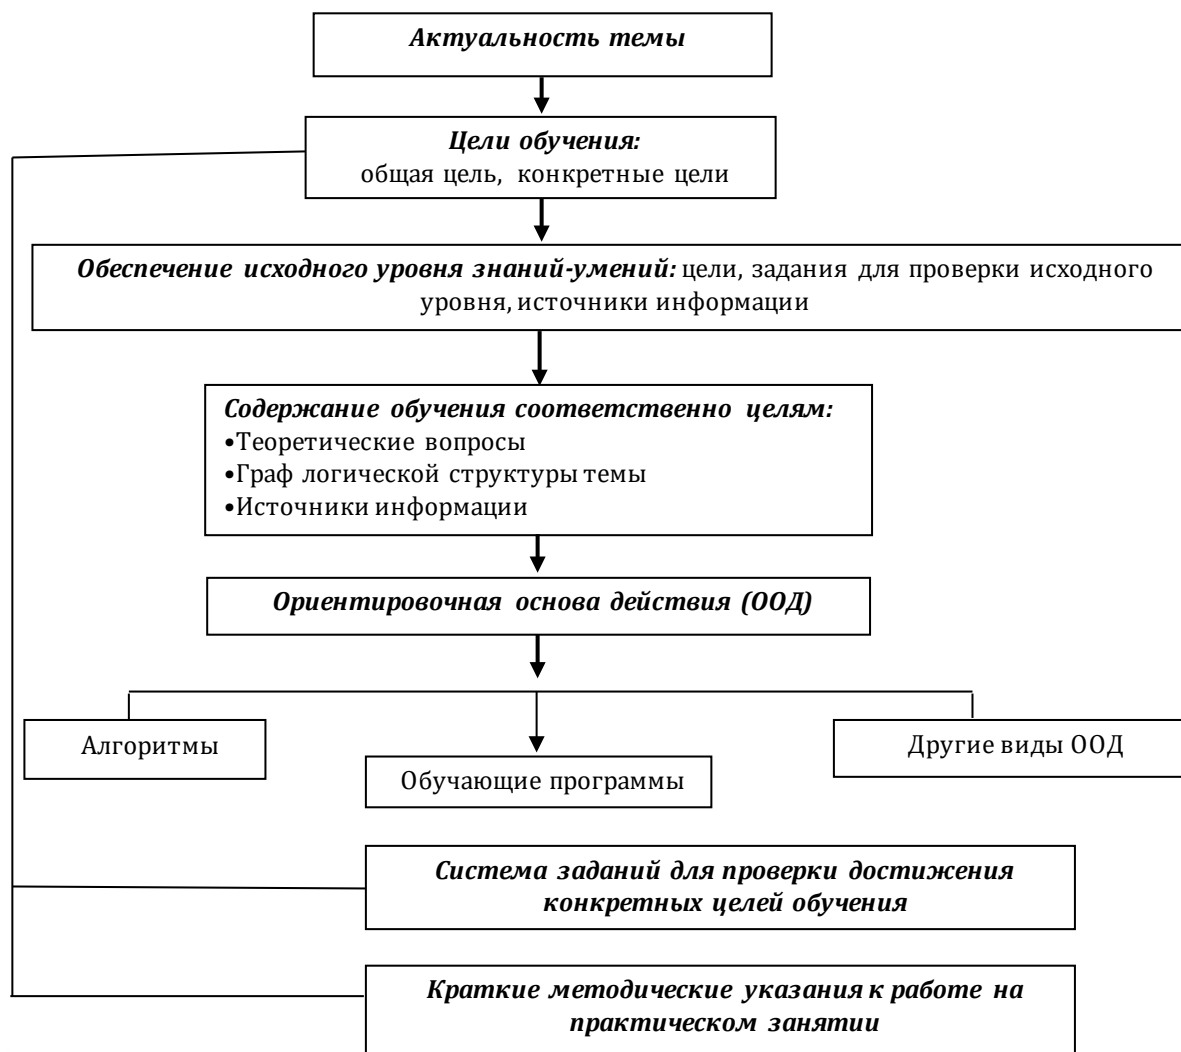 Актуальность темы
Цели обучения:
общая цель, конкретные цели
Обеспечение исходного уровня знаний-умений: цели, задания для проверки исходного
уровня, источники информации
Содержание обучения соответственно целям:
•Теоретические вопросы
•Граф логической структуры темы
•Источники информации
Ориентировочная основа действия (ООД)
Алгоритмы
Обучающие программы
Другие виды ООД
Система заданий для проверки достижения
конкретных целей обучения
Краткие методические указания к работе на
практическом занятии